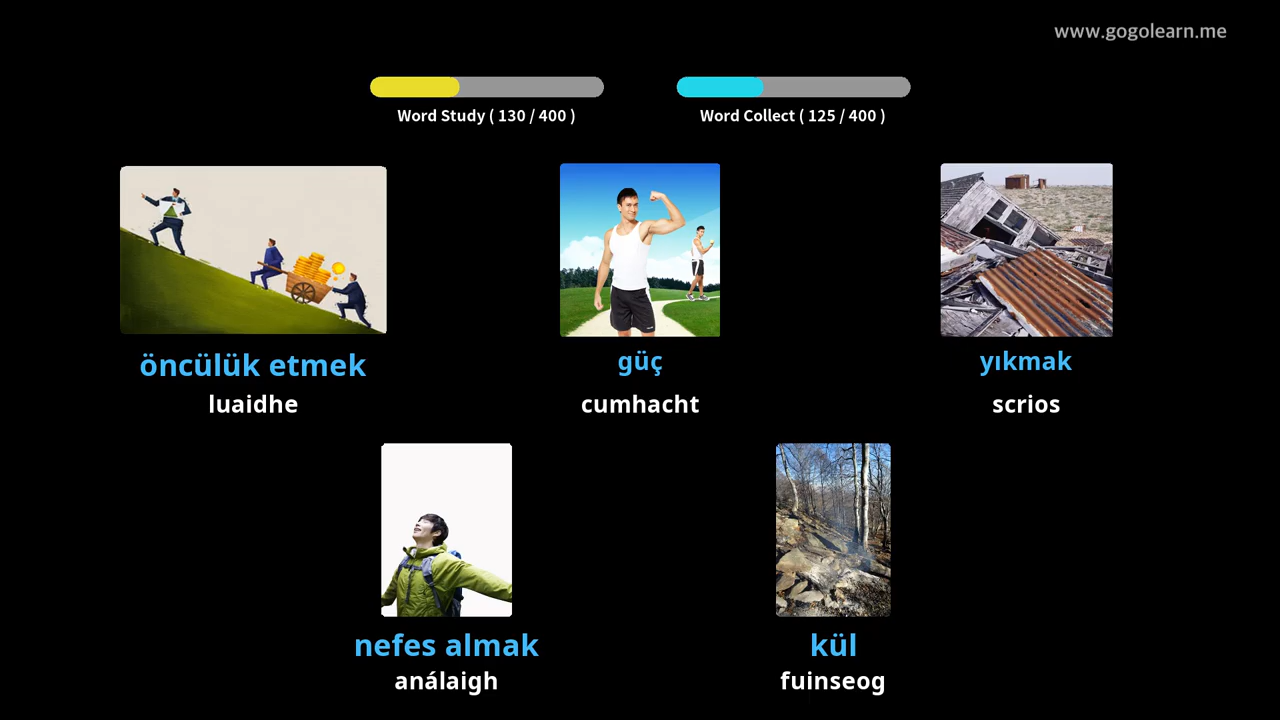 www.gogolearn.me
Word Study ( 130 / 400 )
Word Collect ( 125 / 400 )
öncülük etmek
luaidhe
güç
cumhacht
yıkmak
scrios
nefes almak
análaigh
kül
fuinseog